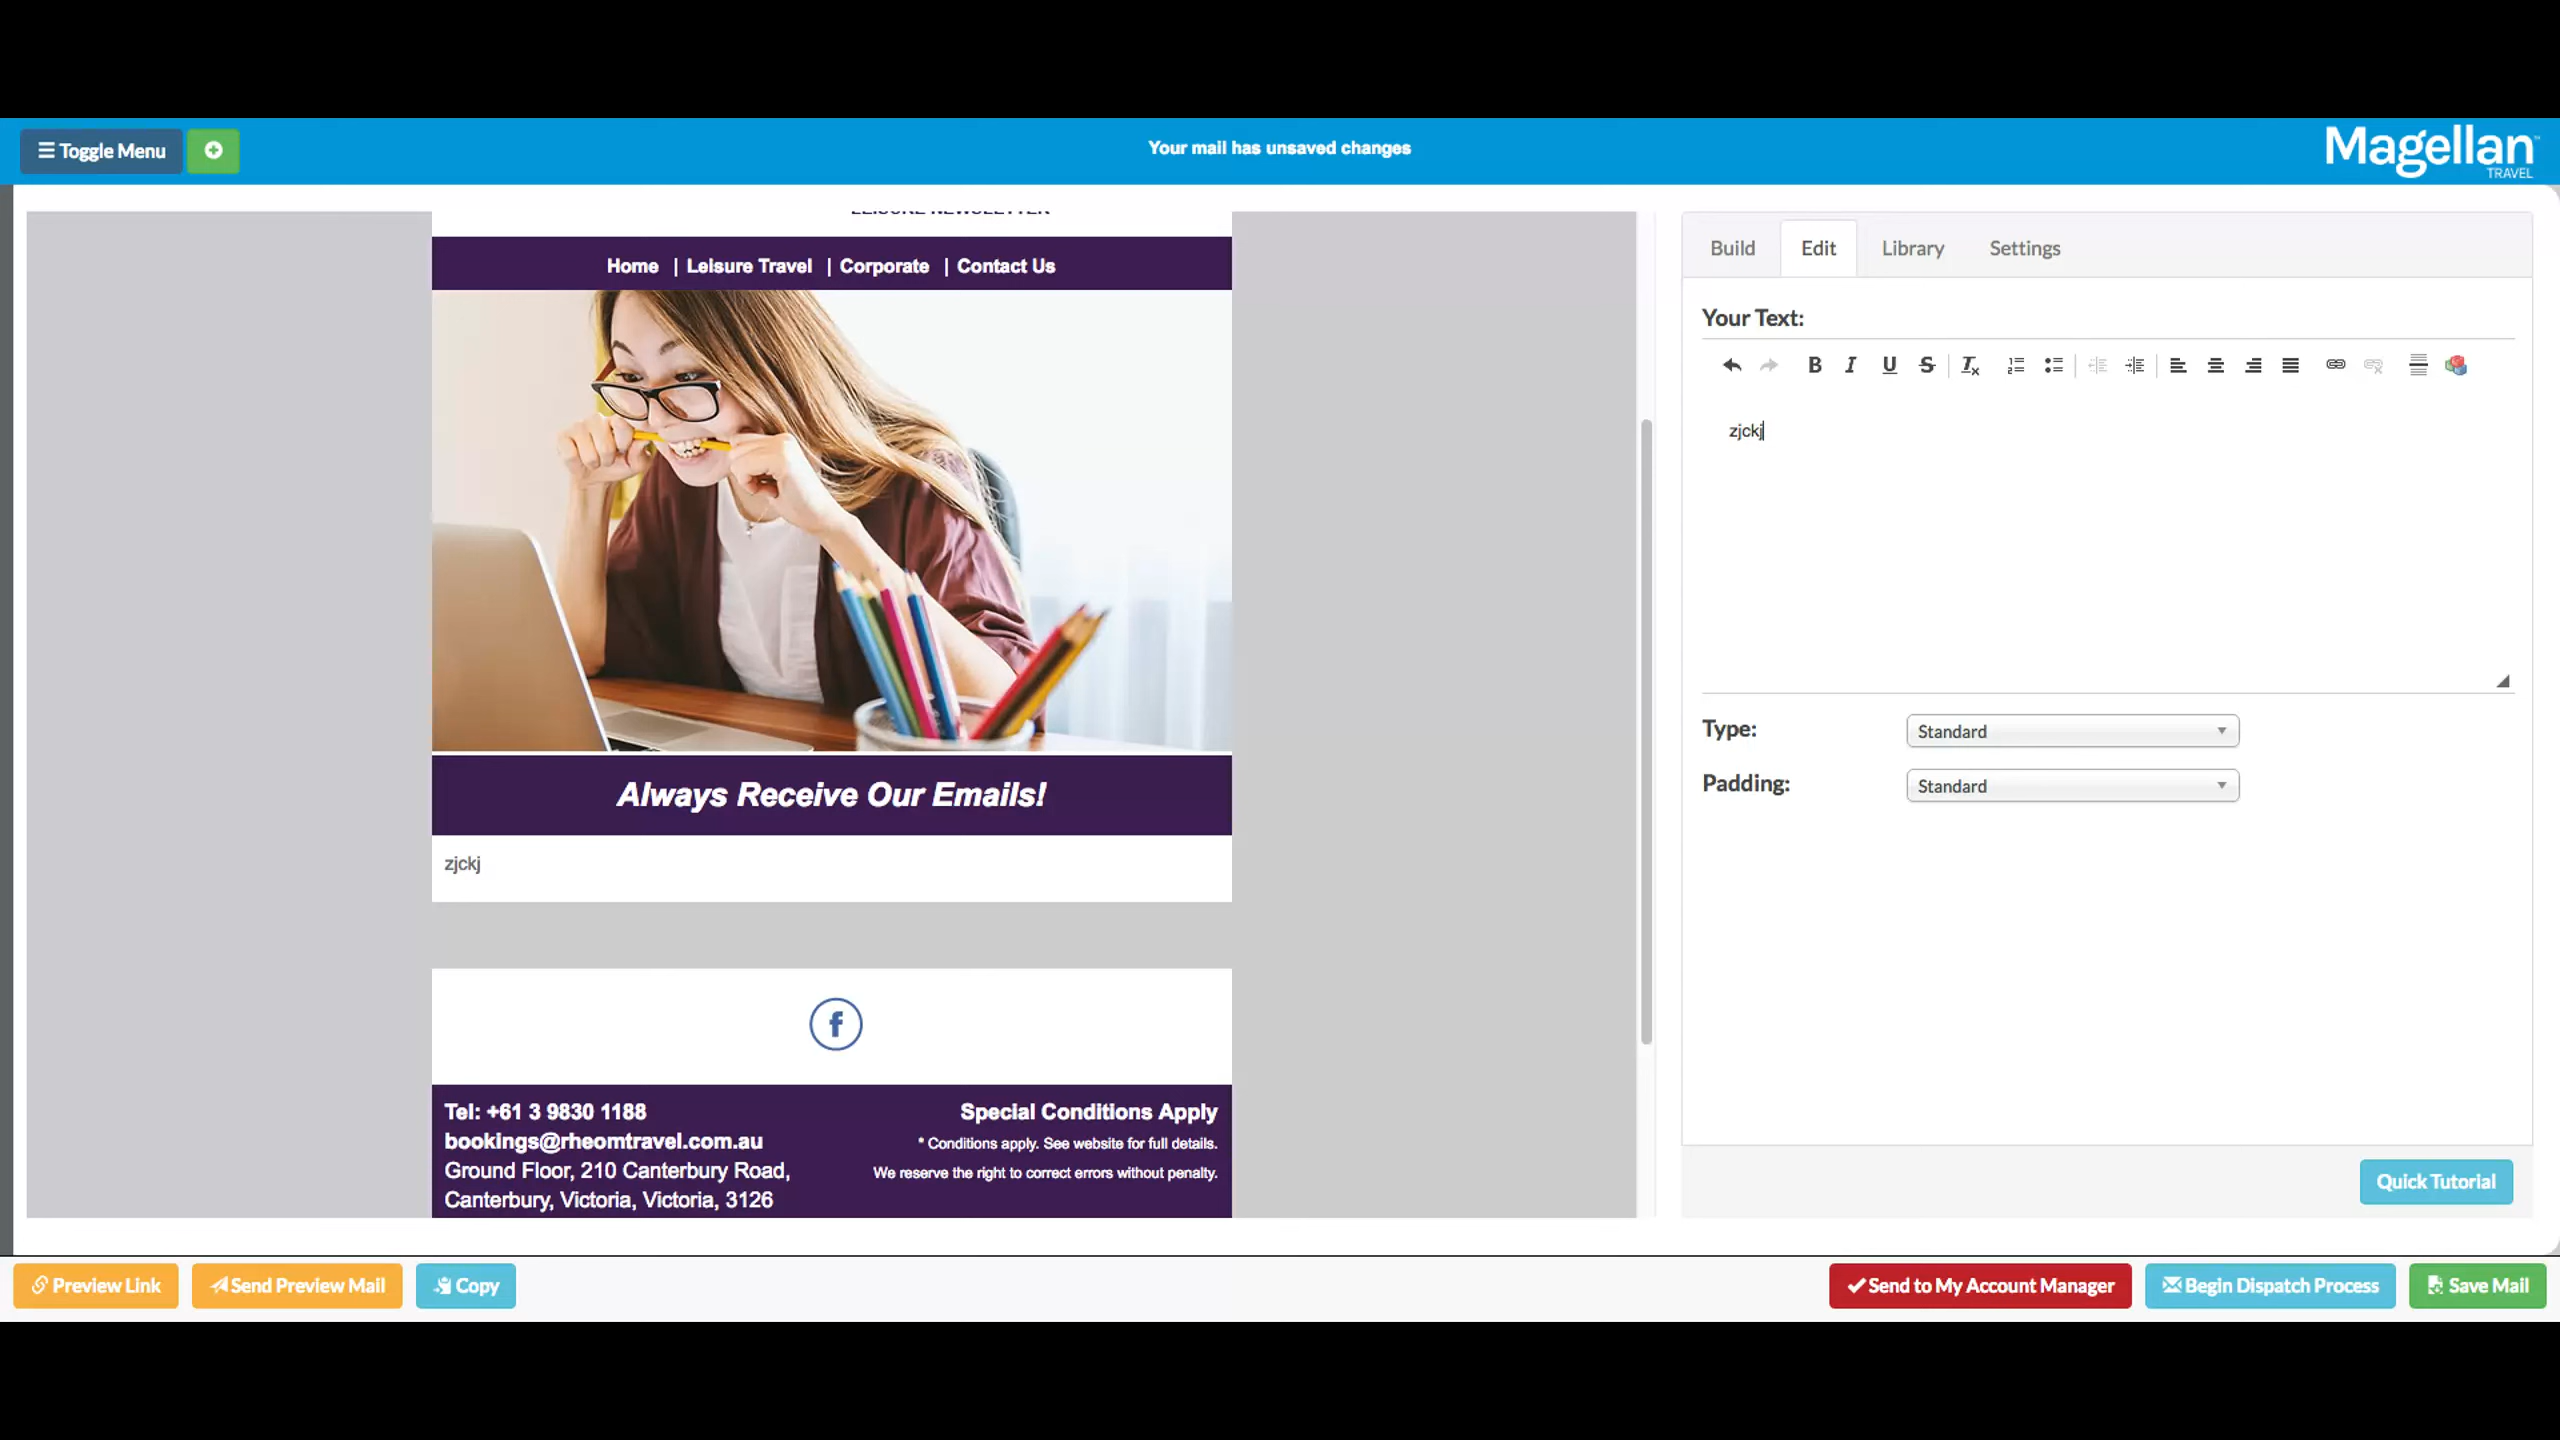 Toggle Menu
Your mail has unsaved changes
Magellan
TRAVEL
LEISURE NEWSLETTER
Home | Leisure Travel | Corporate | Contact Us
Always Receive Our Emails!
zjckj
f
Tel: +61 3 9830 1188
bookings@rheomtravel.com.au
Ground Floor, 210 Canterbury Road,
Canterbury, Victoria, Victoria, 3126
Special Conditions Apply
* Conditions apply. See website for full details.
We reserve the right to correct errors without penalty.
Build Edit Library Settings
Your Text:
B I U S Ix
zjckj
Type: Standard
Padding: Standard
Quick Tutorial
Preview Link Send Preview Mail Copy Send to My Account Manager Begin Dispatch Process Save Mail